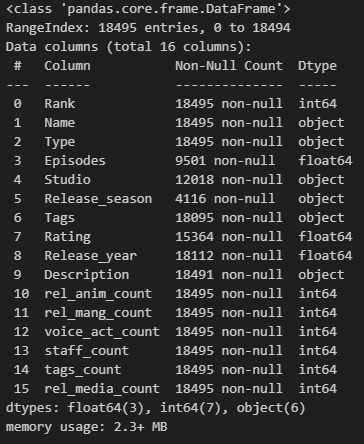 <class 'pandas.core.frame.DataFrame'>
RangeIndex: 18495 entries, 0 to 18494
Data columns (total 16 columns):
 #   Column          Non-Null Count  Dtype
---  ------          --------------  -----
 0   Rank            18495 non-null  int64
 1   Name            18495 non-null  object
 2   Type            18495 non-null  object
 3   Episodes        9501 non-null   float64
 4   Studio          12018 non-null  object
 5   Release_season  4116 non-null   object
 6   Tags            18095 non-null  object
 7   Rating          15364 non-null  float64
 8   Release_year    18112 non-null  float64
 9   Description     18491 non-null  object
 10  rel_anim_count  18495 non-null  int64
 11  rel_mang_count  18495 non-null  int64
 12  voice_act_count 18495 non-null  int64
 13  staff_count     18495 non-null  int64
 14  tags_count      18495 non-null  int64
 15  rel_media_count 18495 non-null  int64
dtypes: float64(3), int64(7), object(6)
memory usage: 2.3+ MB